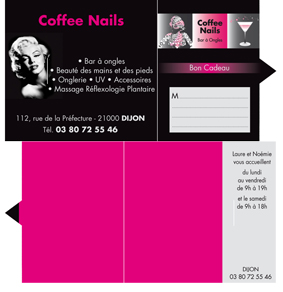 Coffee Nails
• Bar à ongles
• Beauté des mains et des pieds
• Onglerie • UV • Accessoires
• Massage Réflexologie Plantaire
112, rue de la Préfecture - 21000 DIJON
Tél. 03 80 72 55 46
Coffee
Nails
Bar à Ongles
Bon Cadeau
M
Laure et Noémie
vous accueillent
du lundi
au vendredi
de 9h à 19h
et le samedi
de 9h à 18h
DIJON
03 80 72 55 46